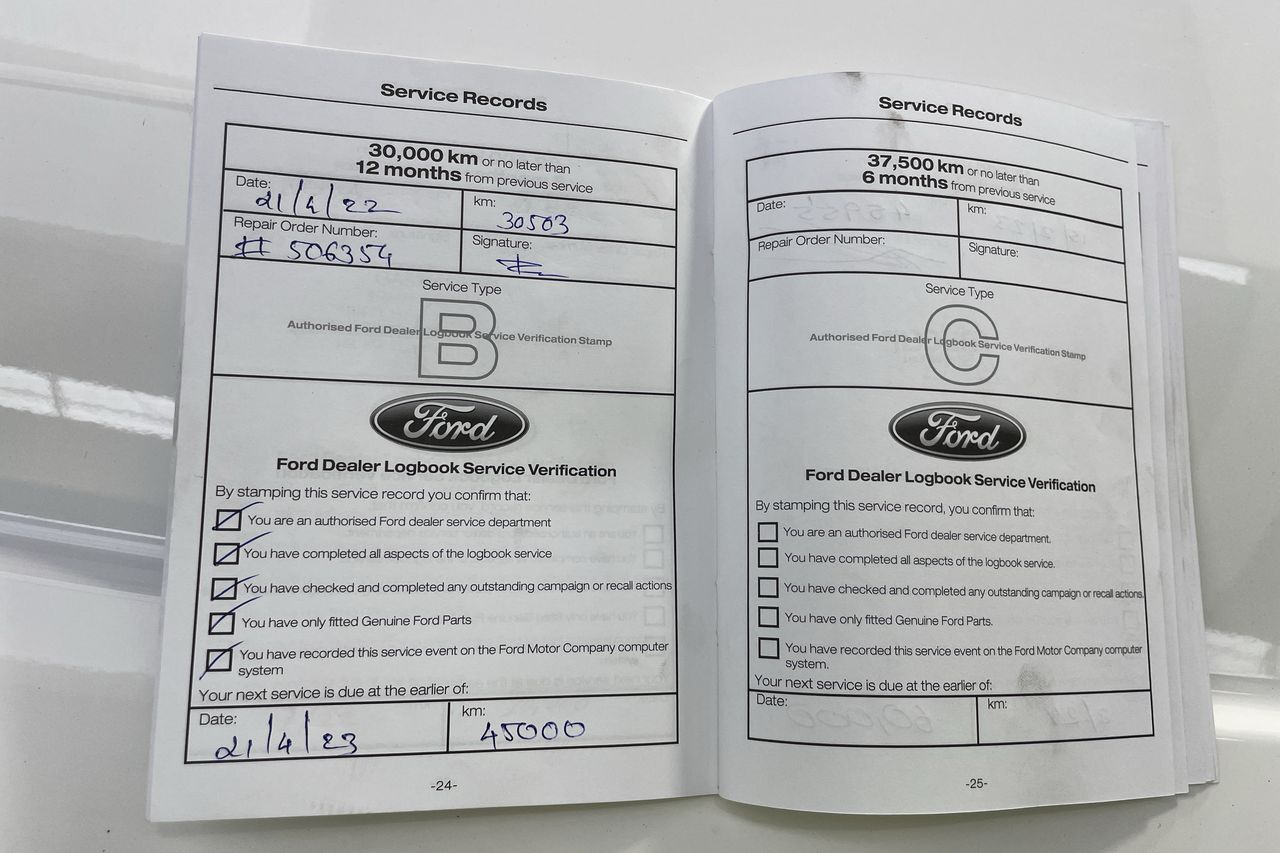 Service Records
30,000 km or no later than
12 months from previous service
Date:
21/4/22
km:
30503
Repair Order Number:
# 506354
Signature:
Service Type
B
Authorised Ford Dealer Logbook Service Verification Stamp
Ford
Ford Dealer Logbook Service Verification
By stamping this service record you confirm that:
You are an authorised Ford dealer service department
You have completed all aspects of the logbook service
You have checked and completed any outstanding campaign or recall actions
You have only fitted Genuine Ford Parts
You have recorded this service event on the Ford Motor Company computer
system
Your next service is due at the earlier of:
Date:
21/4/23
km:
45000
-24-
Service Records
37,500 km or no later than
6 months from previous service
Date:
km:
Repair Order Number:
Signature:
Service Type
C
Authorised Ford Dealer Logbook Service Verification Stamp
Ford
Ford Dealer Logbook Service Verification
By stamping this service record, you confirm that:
You are an authorised Ford dealer service department.
You have completed all aspects of the logbook service.
You have checked and completed any outstanding campaign or recall actions.
You have only fitted Genuine Ford Parts.
You have recorded this service event on the Ford Motor Company computer
system.
Your next service is due at the earlier of:
Date:
km:
-25-